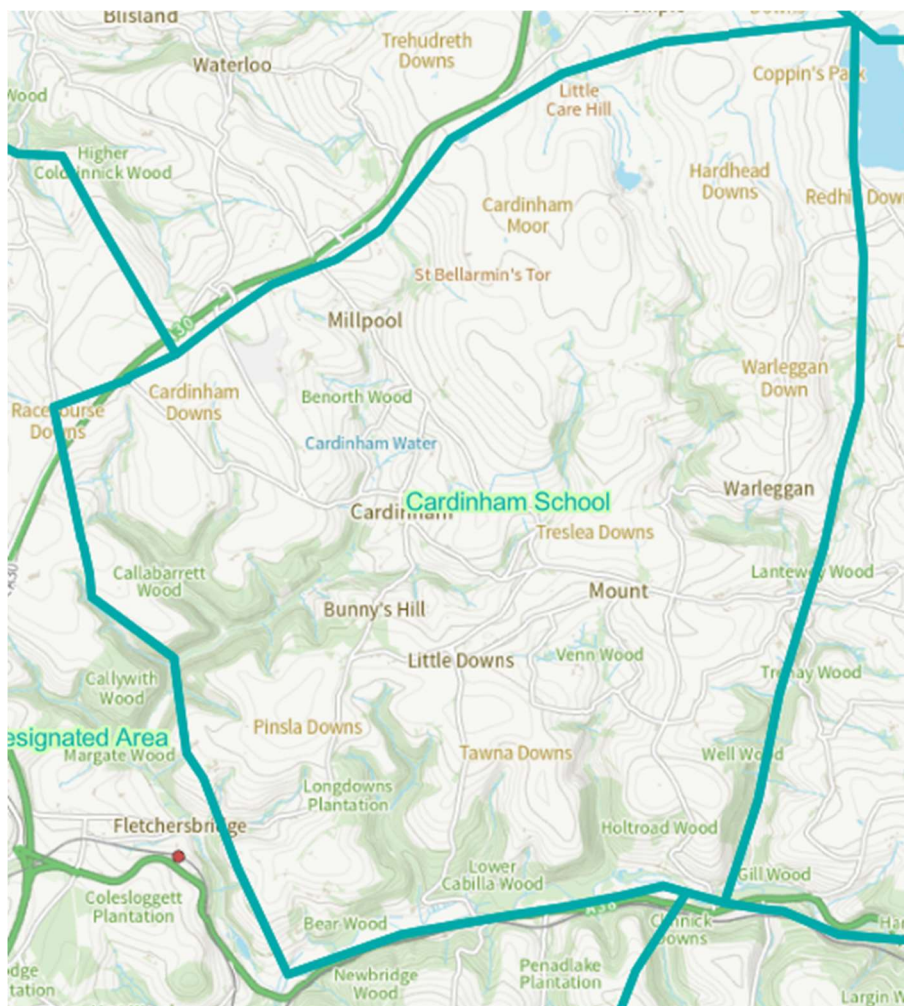 Blisland
Downs
Trehudreth
Downs
Waterloo
Coppin's Park
Wood
Little
Care Hill
Higher
Wood
Hardhead
Downs
Cardinham
Moor
St Bellarmin's Tor
Millpool
A30
Warleggan
Down
Cardinham
Downs
Benorth Wood
Racecourse
Downs
Cardinham Water
Warleggan
Cardinham School
Cardinham
Treslea Downs
A30
Callabarrett
Wood
Lantewey Wood
Mount
Bunny's Hill
Venn Wood
Little Downs
Trenay Wood
Callywith
Wood
Pinsla Downs
esignated Area
Margate Wood
Tawna Downs
Well Wood
Longdowns
Plantation
Fletchersbridge
Holtroad Wood
Lower
Cabilla Wood
Gill Wood
Colesloggett
Plantation
A38
Bear Wood
Downs
Newbridge
Wood
Penadlake
Plantation
tation
Largin W